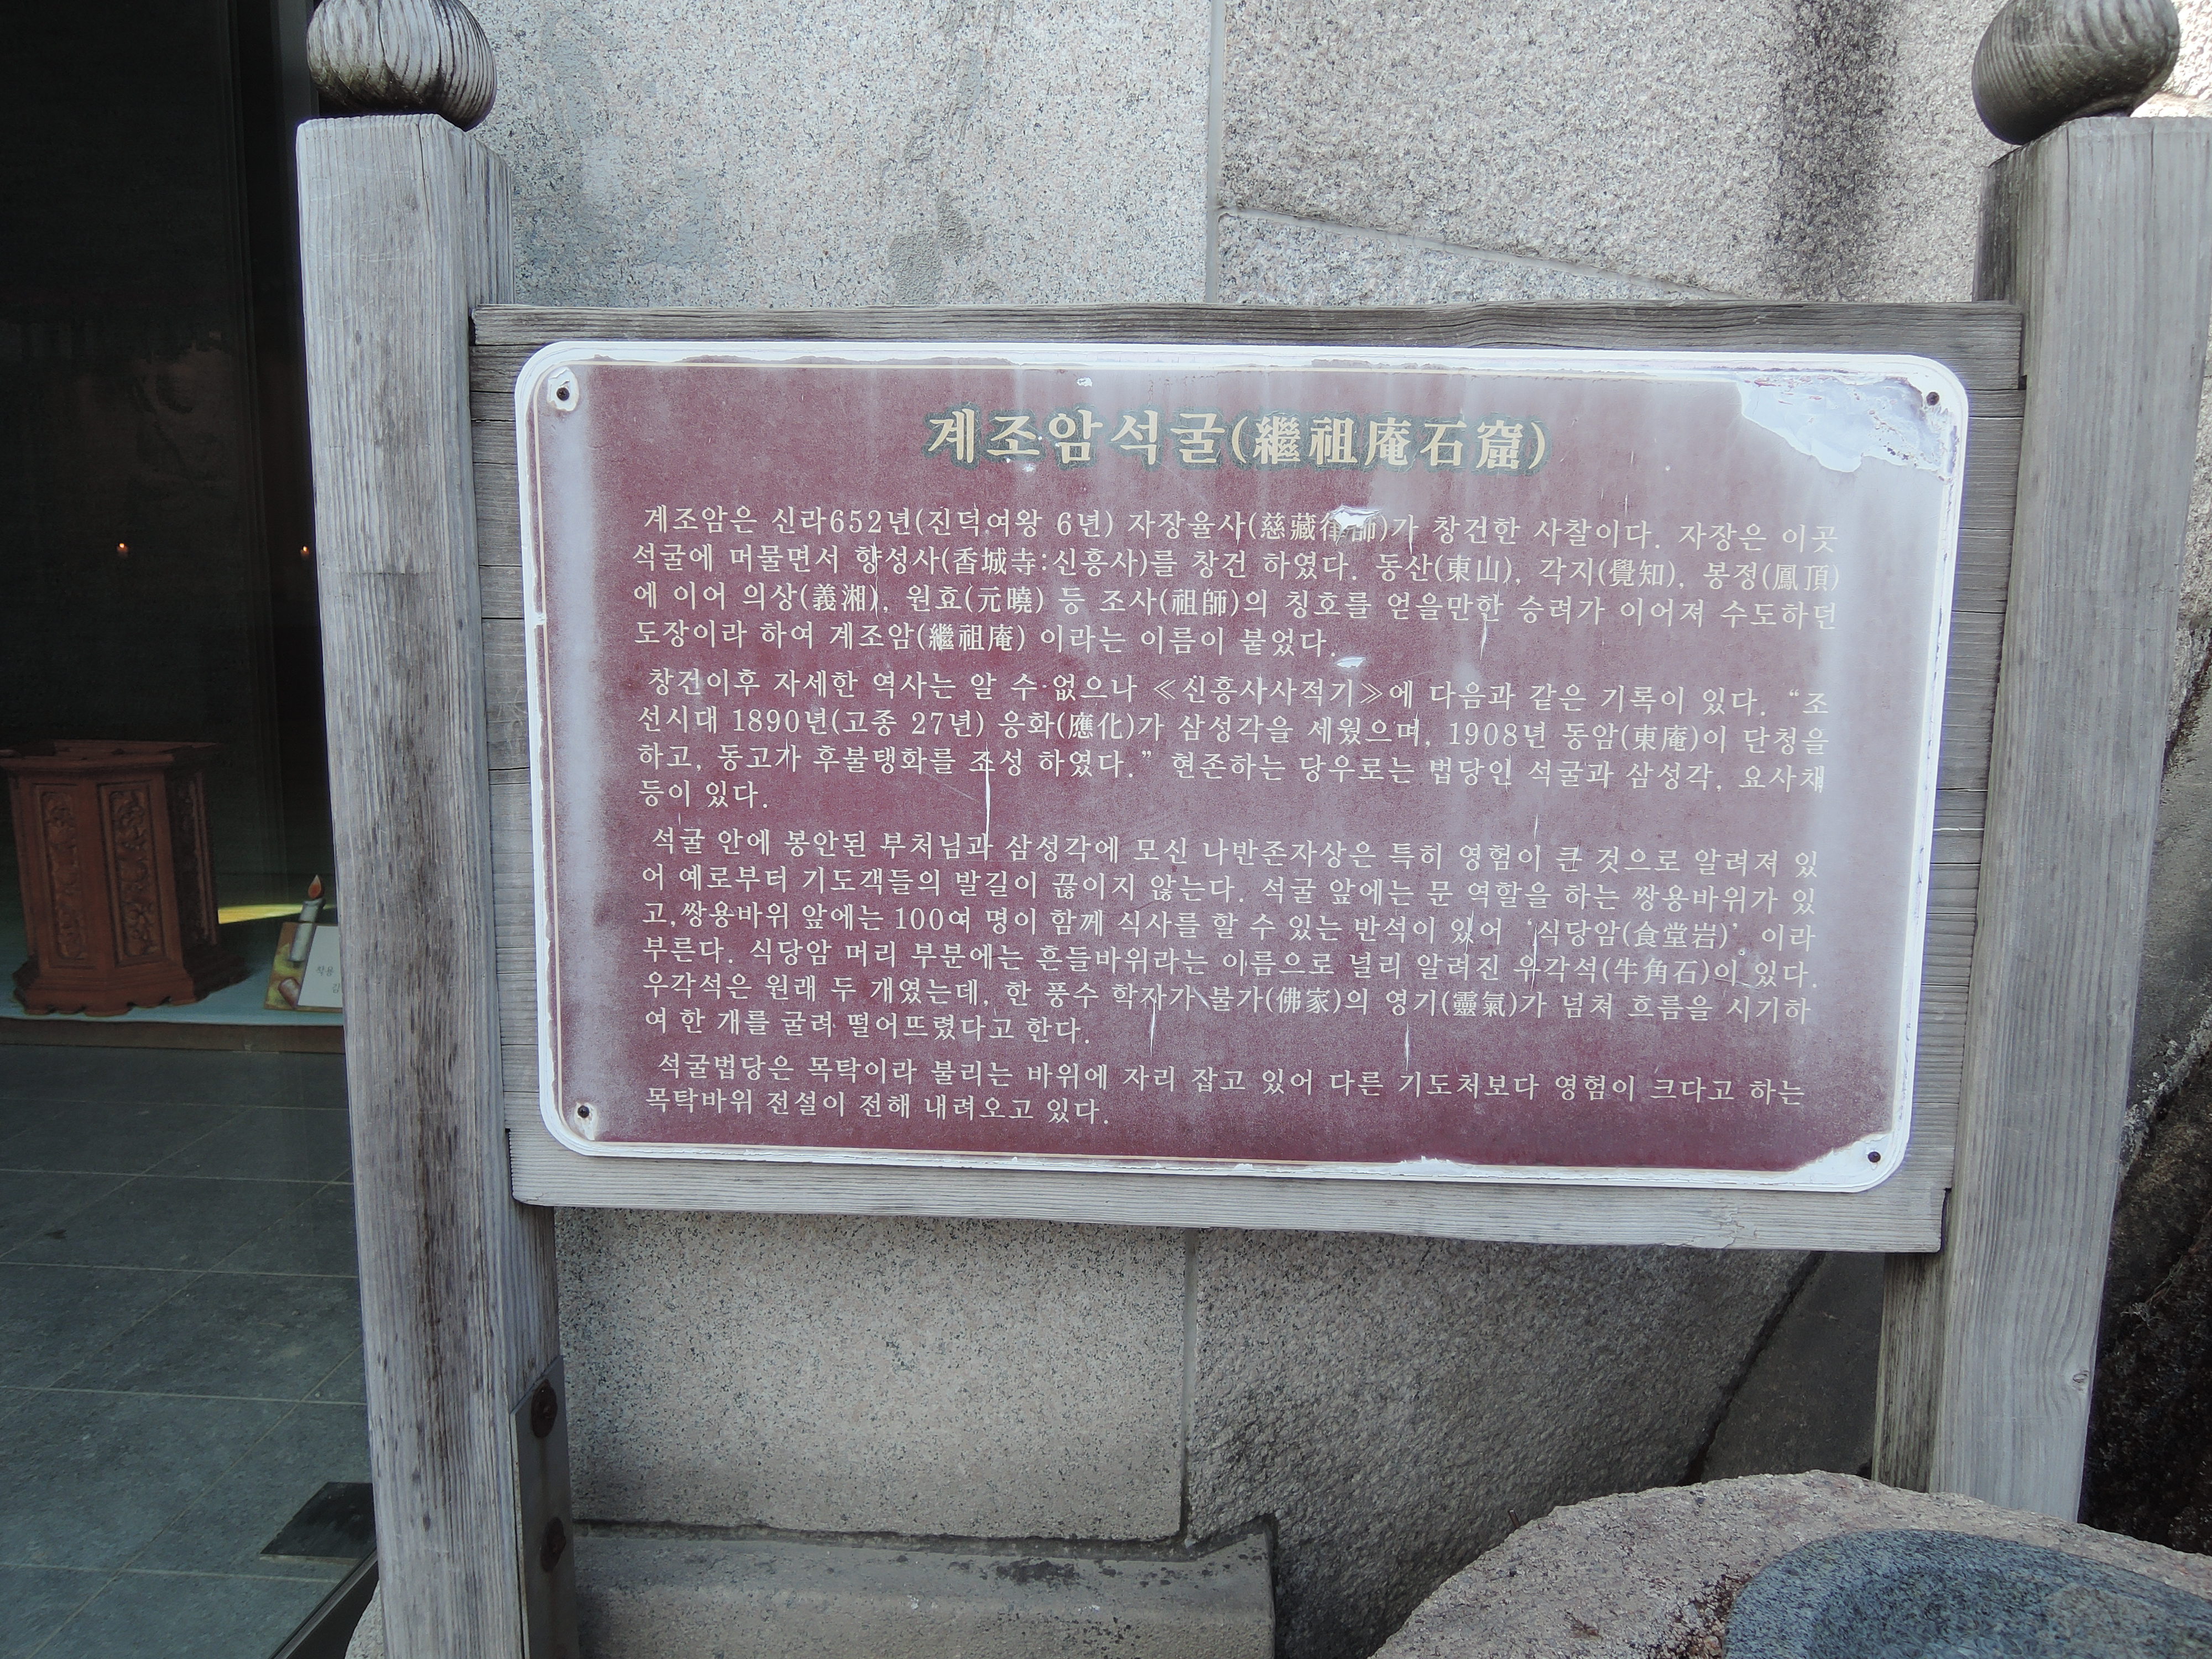 계조암석굴(繼祖庵石窟)
계조암은 신라652년(진덕여왕 6년) 자장율사(慈藏律師)가 창건한 사찰이다. 자장은 이곳
석굴에 머물면서 향성사(香城寺:신흥사)를 창건 하였다. 동산(東山), 각지(覺知), 봉정(鳳頂)
에 이어 의상(義湘), 원효(元曉) 등 조사(祖師)의 칭호를 얻을만한 승려가 이어져 수도하던
도장이라 하여 계조암(繼祖庵) 이라는 이름이 붙었다.
창건이후 자세한 역사는 알 수 없으나 ≪신흥사사적기≫에 다음과 같은 기록이 있다. “조
선시대 1890년(고종 27년) 응화(應化)가 삼성각을 세웠으며, 1908년 동암(東庵)이 단청을
하고, 동고가 후불탱화를 조성 하였다.” 현존하는 당우로는 법당인 석굴과 삼성각, 요사채
등이 있다.
석굴 안에 봉안된 부처님과 삼성각에 모신 나반존자상은 특히 영험이 큰 것으로 알려져 있
어 예로부터 기도객들의 발길이 끊이지 않는다. 석굴 앞에는 문 역할을 하는 쌍용바위가 있
고, 쌍용바위 앞에는 100여 명이 함께 식사를 할 수 있는 반석이 있어 ‘식당암(食堂岩)’ 이라
부른다. 식당암 머리 부분에는 흔들바위라는 이름으로 널리 알려진 우각석(牛角石)이 있다.
우각석은 원래 두 개였는데, 한 풍수 학자가 불가(佛家)의 영기(靈氣)가 넘쳐 흐름을 시기하
여 한 개를 굴려 떨어뜨렸다고 한다.
석굴법당은 목탁이라 불리는 바위에 자리 잡고 있어 다른 기도처보다 영험이 크다고 하는
목탁바위 전설이 전해 내려오고 있다.